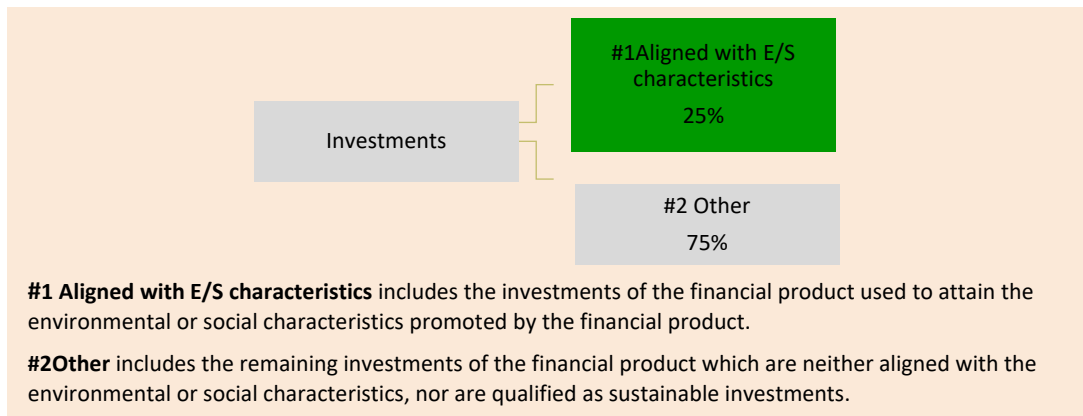 #1Aligned with E/S
characteristics
25%
Investments
#2 Other
75%
#1 Aligned with E/S characteristics includes the investments of the financial product used to attain the
environmental or social characteristics promoted by the financial product.
#2Other includes the remaining investments of the financial product which are neither aligned with the
environmental or social characteristics, nor are qualified as sustainable investments.